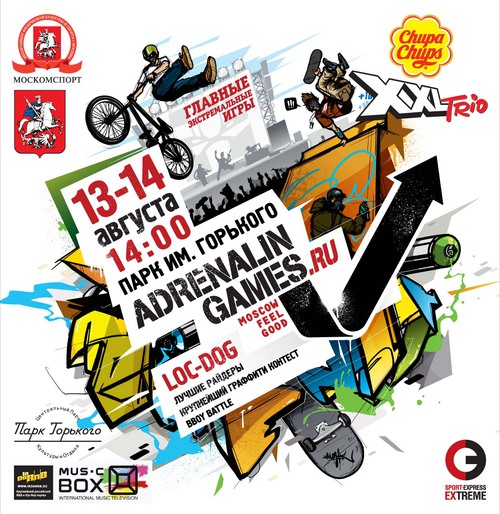 МОСКОМСПОРТ
Chupa
Chups
XXL
TRiO
ГЛАВНЫЕ
ЭКСТРЕМАЛЬНЫЕ
ИГРЫ
13-14
августа
14:00
ПАРК ИМ. ГОРЬКОГО
ADRENALIN
GAMES.RU
MOSCOW
FEEL
GOOD
LOC-DOG
ЛУЧШИЕ РАЙДЕРЫ
КРУПНЕЙШИЙ ГРАФФИТИ КОНТЕСТ
BBOY BATTLE
Парк Горького
Культуры и Отдыха
MUS•C
BOX
INTERNATIONAL MUSIC TELEVISION
SPORT-EXPRESS
EXTREME